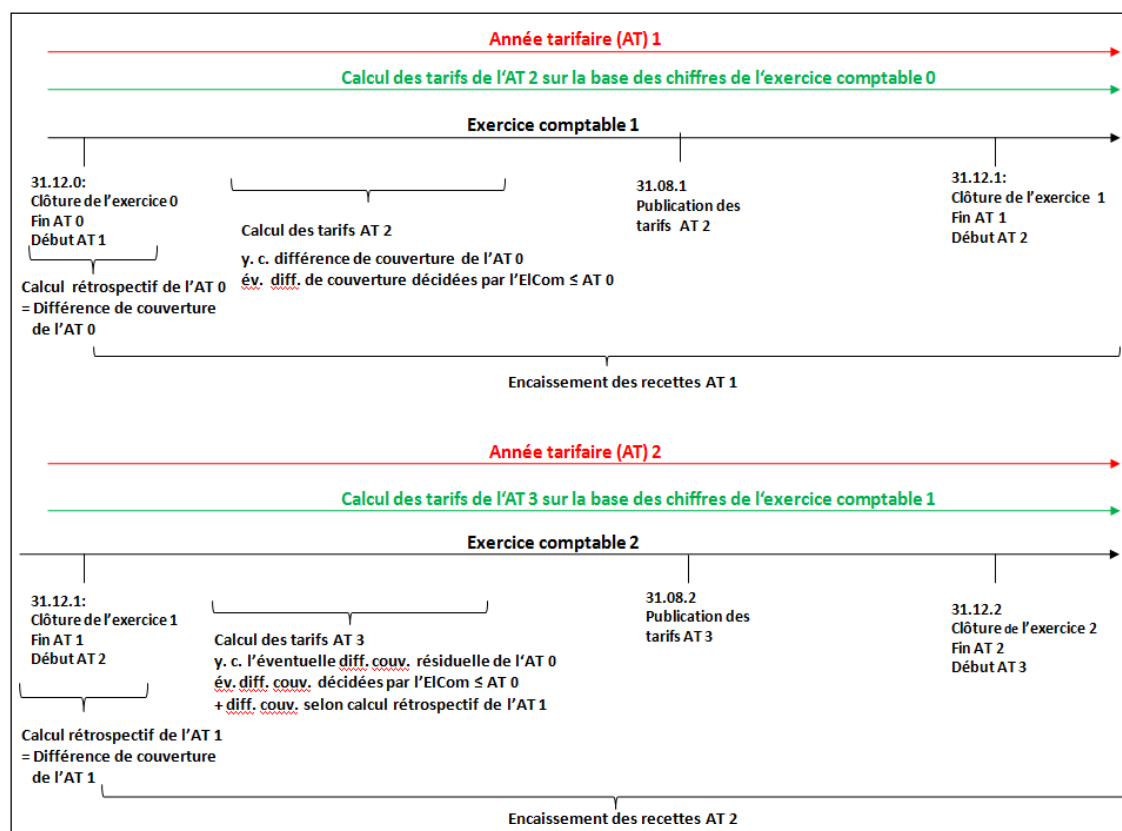 Année tarifaire (AT) 1
Calcul des tarifs de l‘AT 2 sur la base des chiffres de l‘exercice comptable 0
Exercice comptable 1
31.12.0:
Clôture de l’exercice 0
Fin AT 0
Début AT 1
Calcul rétrospectif de l’AT 0
= Différence de couverture
de l’AT 0
Calcul des tarifs AT 2
y. c. différence de couverture de l’AT 0
év. diff. de couverture décidées par l’ElCom ≤ AT 0
31.08.1
Publication des
tarifs AT 2
31.12.1:
Clôture de l’exercice 1
Fin AT 1
Début AT 2
Encaissement des recettes AT 1
Année tarifaire (AT) 2
Calcul des tarifs de l‘AT 3 sur la base des chiffres de l‘exercice comptable 1
Exercice comptable 2
31.12.1:
Clôture de l’exercice 1
Fin AT 1
Début AT 2
Calcul rétrospectif de l’AT 1
= Différence de couverture
de l’AT 1
Calcul des tarifs AT 3
y. c. l’éventuelle diff. couv. résiduelle de l‘AT 0
év. diff. couv. décidées par l’ElCom ≤ AT 0
+ diff. couv. selon calcul rétrospectif de l’AT 1
31.08.2
Publication des
tarifs AT 3
31.12.2
Clôture de l’exercice 2
Fin AT 2
Début AT 3
Encaissement des recettes AT 2